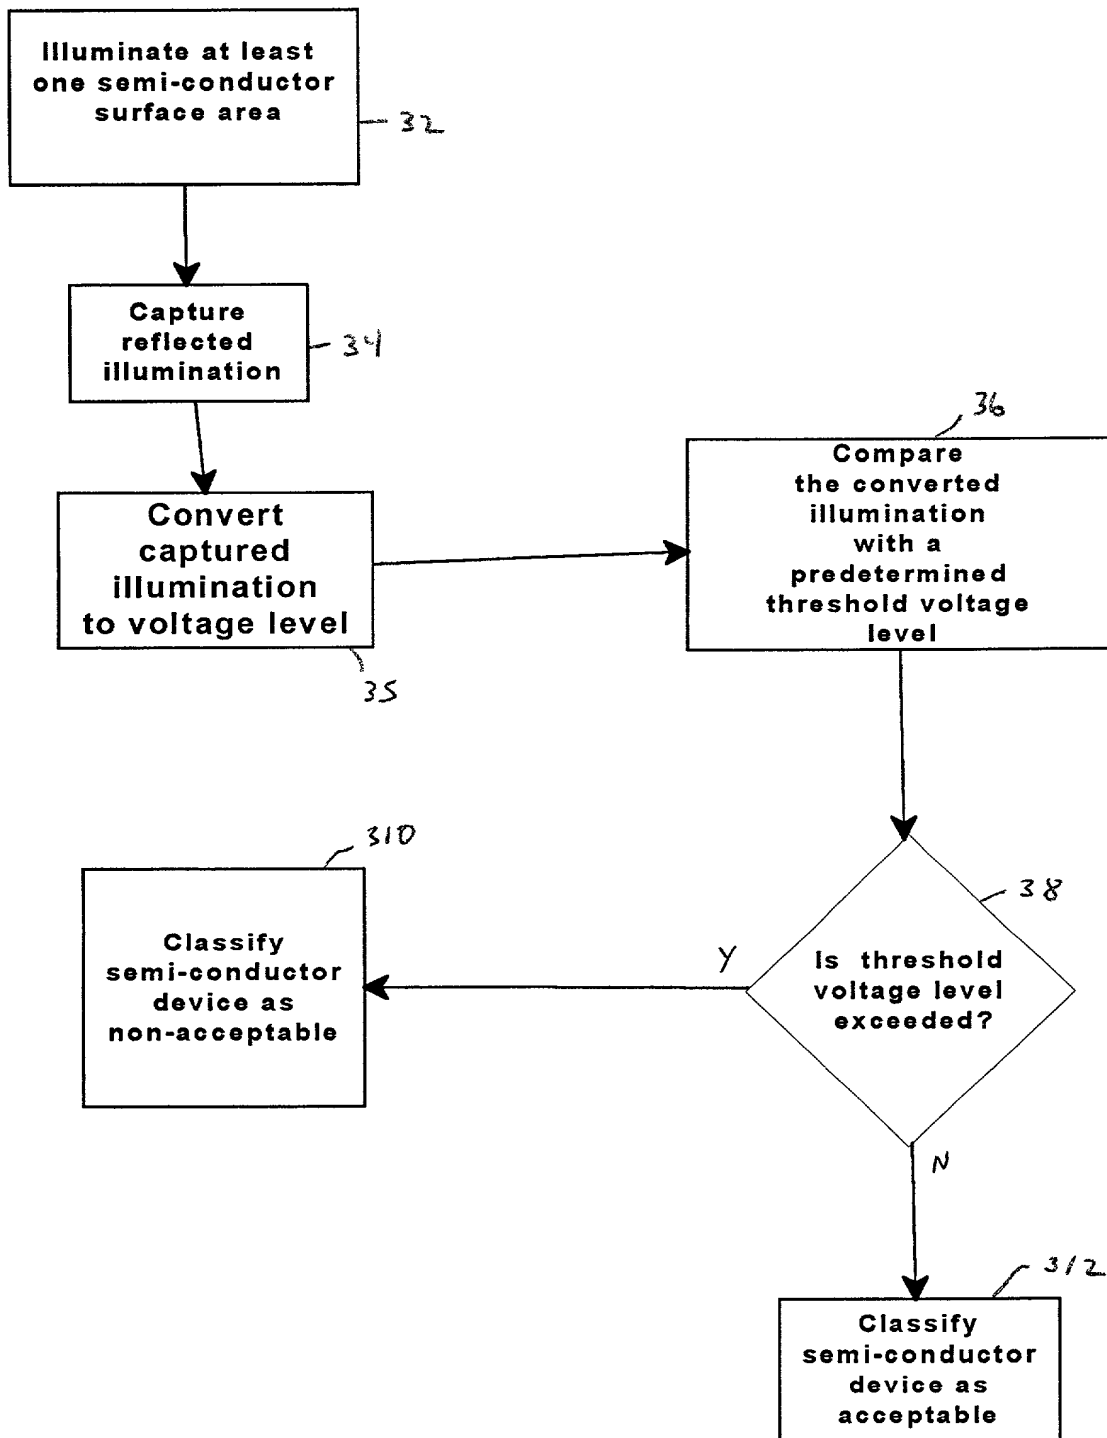 Illuminate at least
one semi-conductor
surface area
32
Capture
reflected
illumination
34
Convert
captured
illumination
to voltage level
35
36
Compare
the converted
illumination
with a
predetermined
threshold voltage
level
38
Is threshold
voltage level
exceeded?
Y
310
Classify
semi-conductor
device as
non-acceptable
N
312
Classify
semi-conductor
device as
acceptable